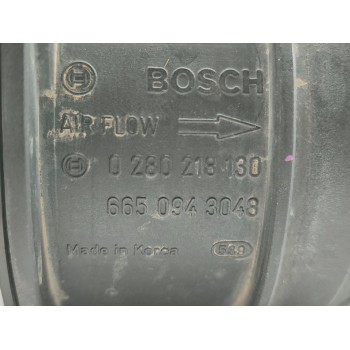 BOSCH
AIR FLOW
0 280 218 130
665 094 3048
Made in Korea